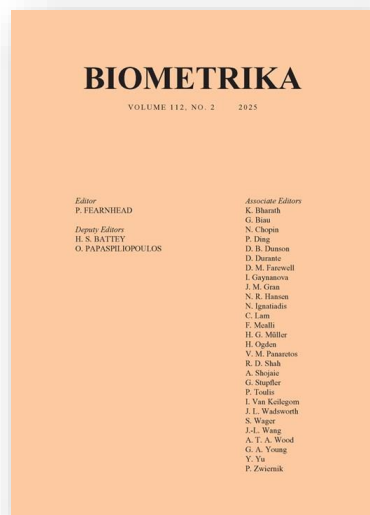 BIOMETRIKA
VOLUME 112, NO. 2 2025
Editor
P. FEARNHEAD
Deputy Editors
H. S. BATTEY
O. PAPASPILIOPOULOS
Associate Editors
K. Bharath
G. Biau
N. Chopin
P. Ding
D. B. Dunson
D. Durante
D. M. Farewell
I. Gaynanova
J. M. Gran
N. R. Hansen
N. Ignatiadis
C. Lam
F. Mealli
H. G. Müller
H. Ogden
V. M. Panaretos
R. D. Shah
A. Shojaie
G. Stupfler
P. Toulis
I. Van Keilegom
J. L. Wadsworth
S. Wager
J.-L. Wang
A. T. A. Wood
G. A. Young
Y. Yu
P. Zwiernik